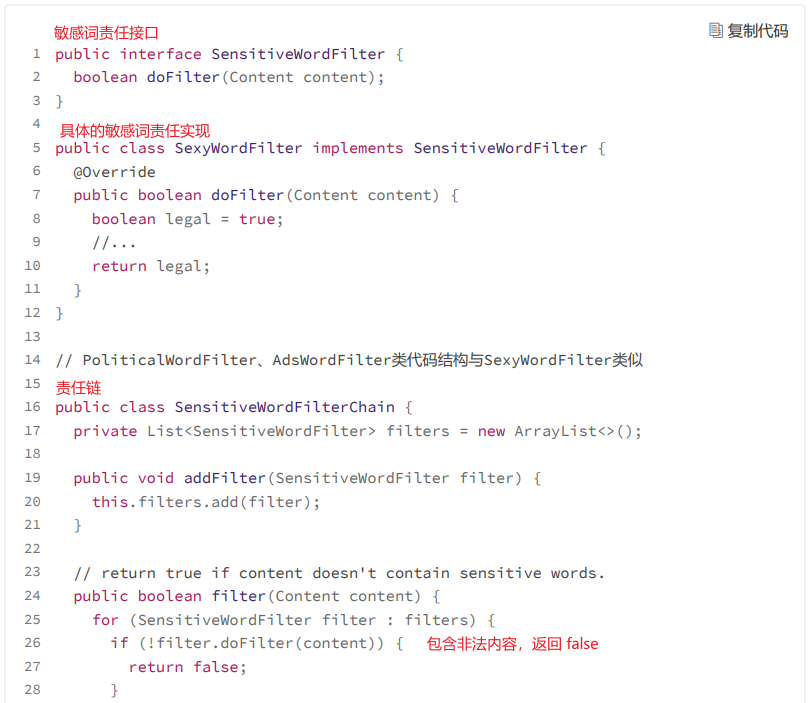 敏感词责任接口
复制代码
1 public interface SensitiveWordFilter {
2   boolean doFilter(Content content);
3 }
4
具体的敏感词责任实现
5 public class SexyWordFilter implements SensitiveWordFilter {
6   @Override
7   public boolean doFilter(Content content) {
8     boolean legal = true;
9     //...
10     return legal;
11   }
12 }
13
14 // PoliticalWordFilter、AdsWordFilter类代码结构与SexyWordFilter类似
15 责任链
16 public class SensitiveWordFilterChain {
17   private List<SensitiveWordFilter> filters = new ArrayList<>();
18
19   public void addFilter(SensitiveWordFilter filter) {
20     this.filters.add(filter);
21   }
22
23   // return true if content doesn't contain sensitive words.
24   public boolean filter(Content content) {
25     for (SensitiveWordFilter filter : filters) {
26       if (!filter.doFilter(content)) { 包含非法内容，返回 false
27         return false;
28       }